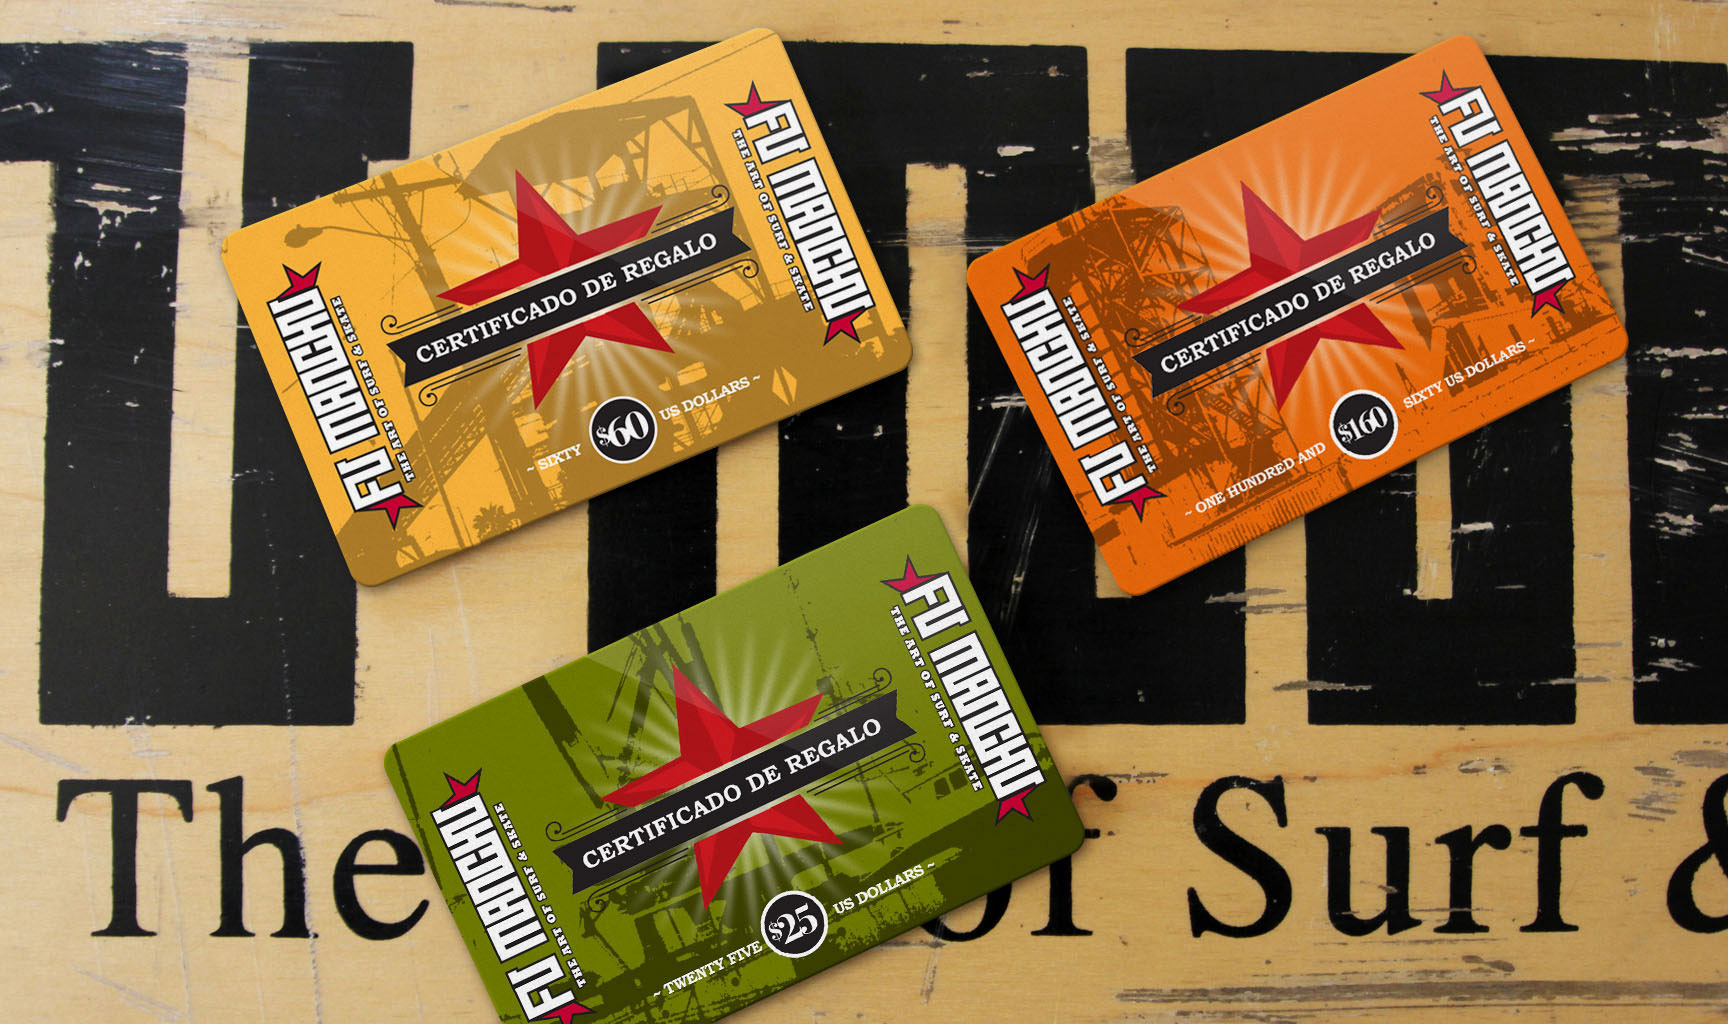 FU MANCHU
THE ART OF SURF & SKATE
CERTIFICADO DE REGALO
~ SIXTY $60 US DOLLARS ~
FU MANCHU
THE ART OF SURF & SKATE
FU MANCHU
THE ART OF SURF & SKATE
CERTIFICADO DE REGALO
~ ONE HUNDRED AND $160 SIXTY US DOLLARS ~
FU MANCHU
THE ART OF SURF & SKATE
FU MANCHU
THE ART OF SURF & SKATE
CERTIFICADO DE REGALO
~ TWENTY FIVE $25 US DOLLARS ~
FU MANCHU
THE ART OF SURF & SKATE
The of Surf &